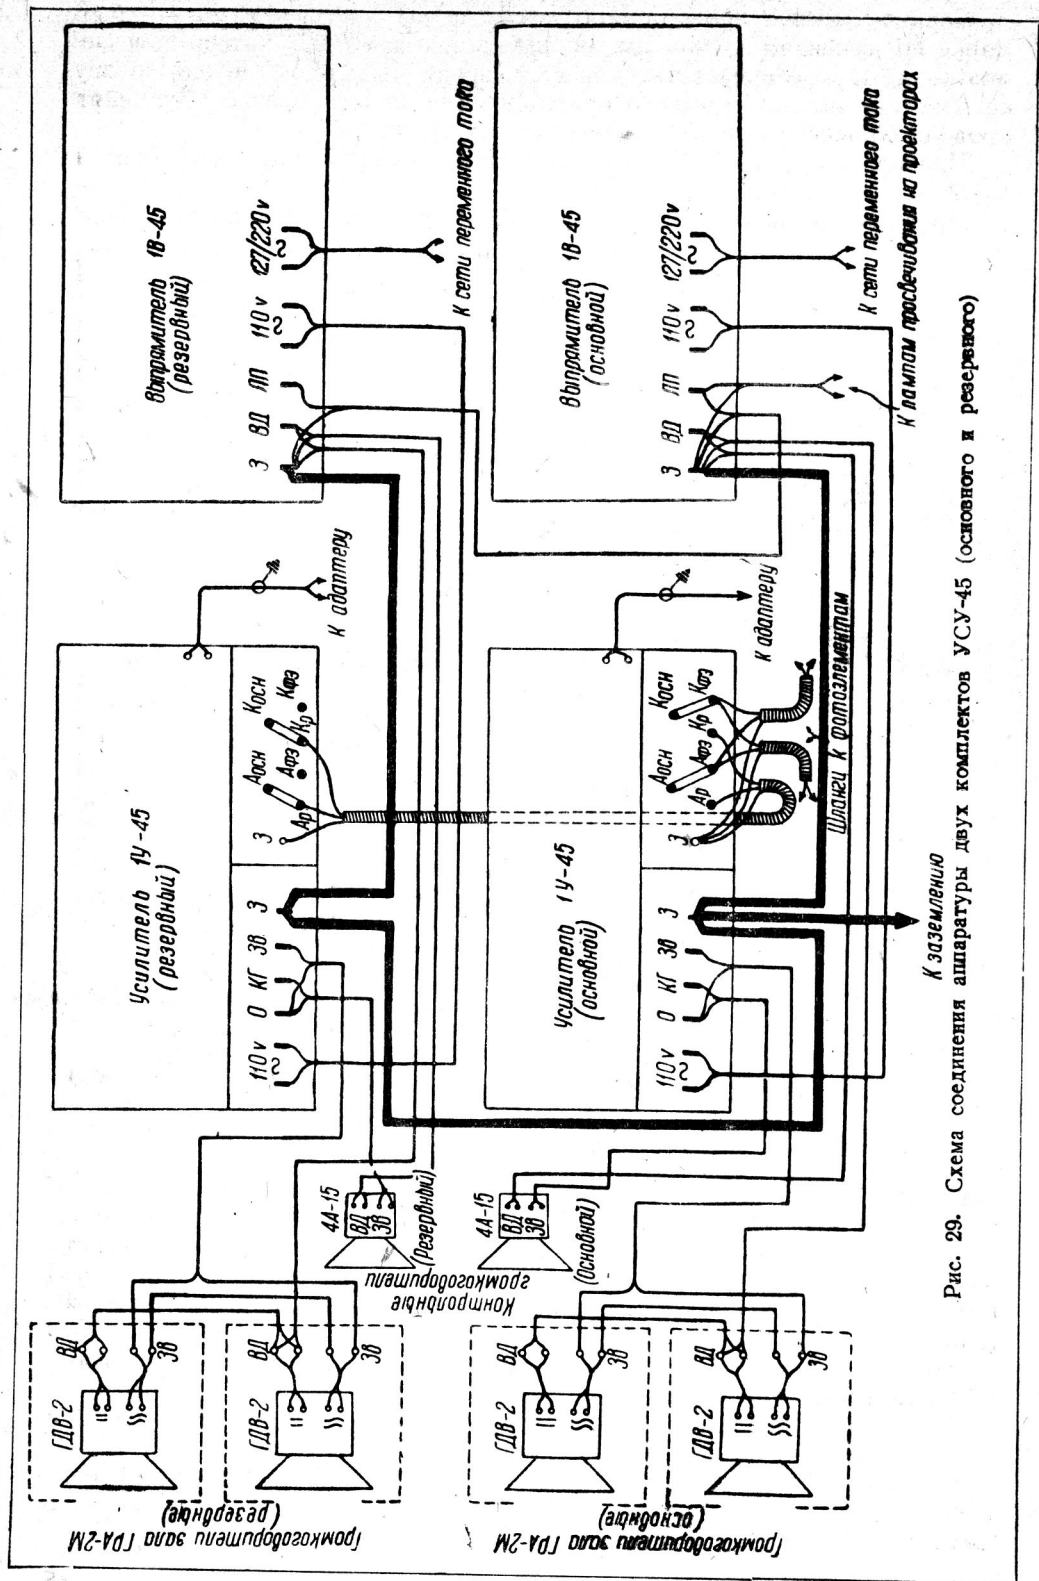 Выпрямитель 1В-45
(резервный)
З
ВД
ЛП
110 v
127/220 v
К сети переменного тока
Выпрямитель 1В-45
(основной)
З
ВД
ЛП
110 v
127/220 v
К сети переменного тока
К лампам просвечивания на проекторах
Усилитель 1У-45
(резервный)
110 v
О
КГ
ЗВ
З
З
Ар
Аосн
Афэ
Кр
Косн
Кфэ
К адаптеру
Усилитель 1У-45
(основной)
110 v
О
КГ
ЗВ
З
З
Ар
Аосн
Афэ
Кр
Косн
Кфэ
К адаптеру
Шланги к фотоэлементам
К заземлению
4А-15
ВД
ЗВ
(Резервный)
4А-15
ВД
ЗВ
(основной)
Контрольные
громкоговорители
ГДВ-2
ВД
ЗВ
ГДВ-2
ВД
ЗВ
Громкоговорители зала ГРА-2М
(резервные)
ГДВ-2
ВД
ЗВ
ГДВ-2
ВД
ЗВ
Громкоговорители зала ГРА-2М
(основные)
Рис. 29. Схема соединения аппаратуры двух комплектов УСУ-45 (основного и резервного)